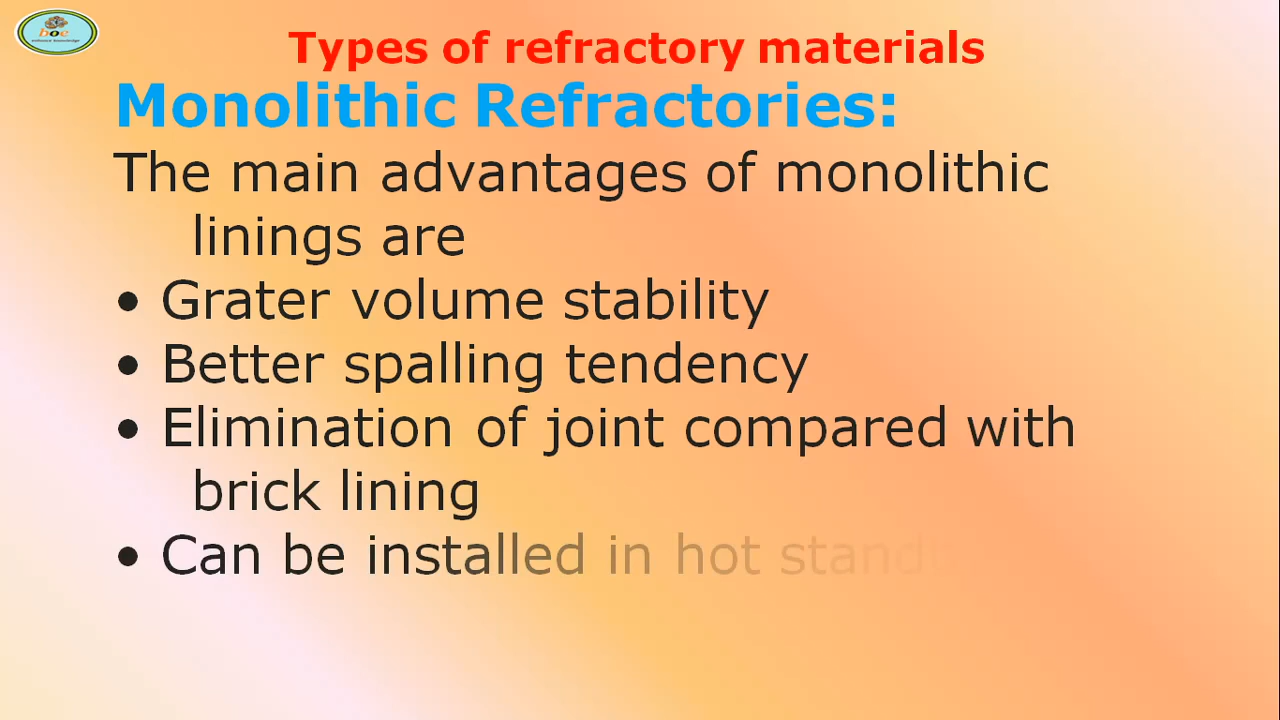 boc
Types of refractory materials
Monolithic Refractories:
The main advantages of monolithic
linings are
• Grater volume stability
• Better spalling tendency
• Elimination of joint compared with
brick lining
• Can be installed in hot